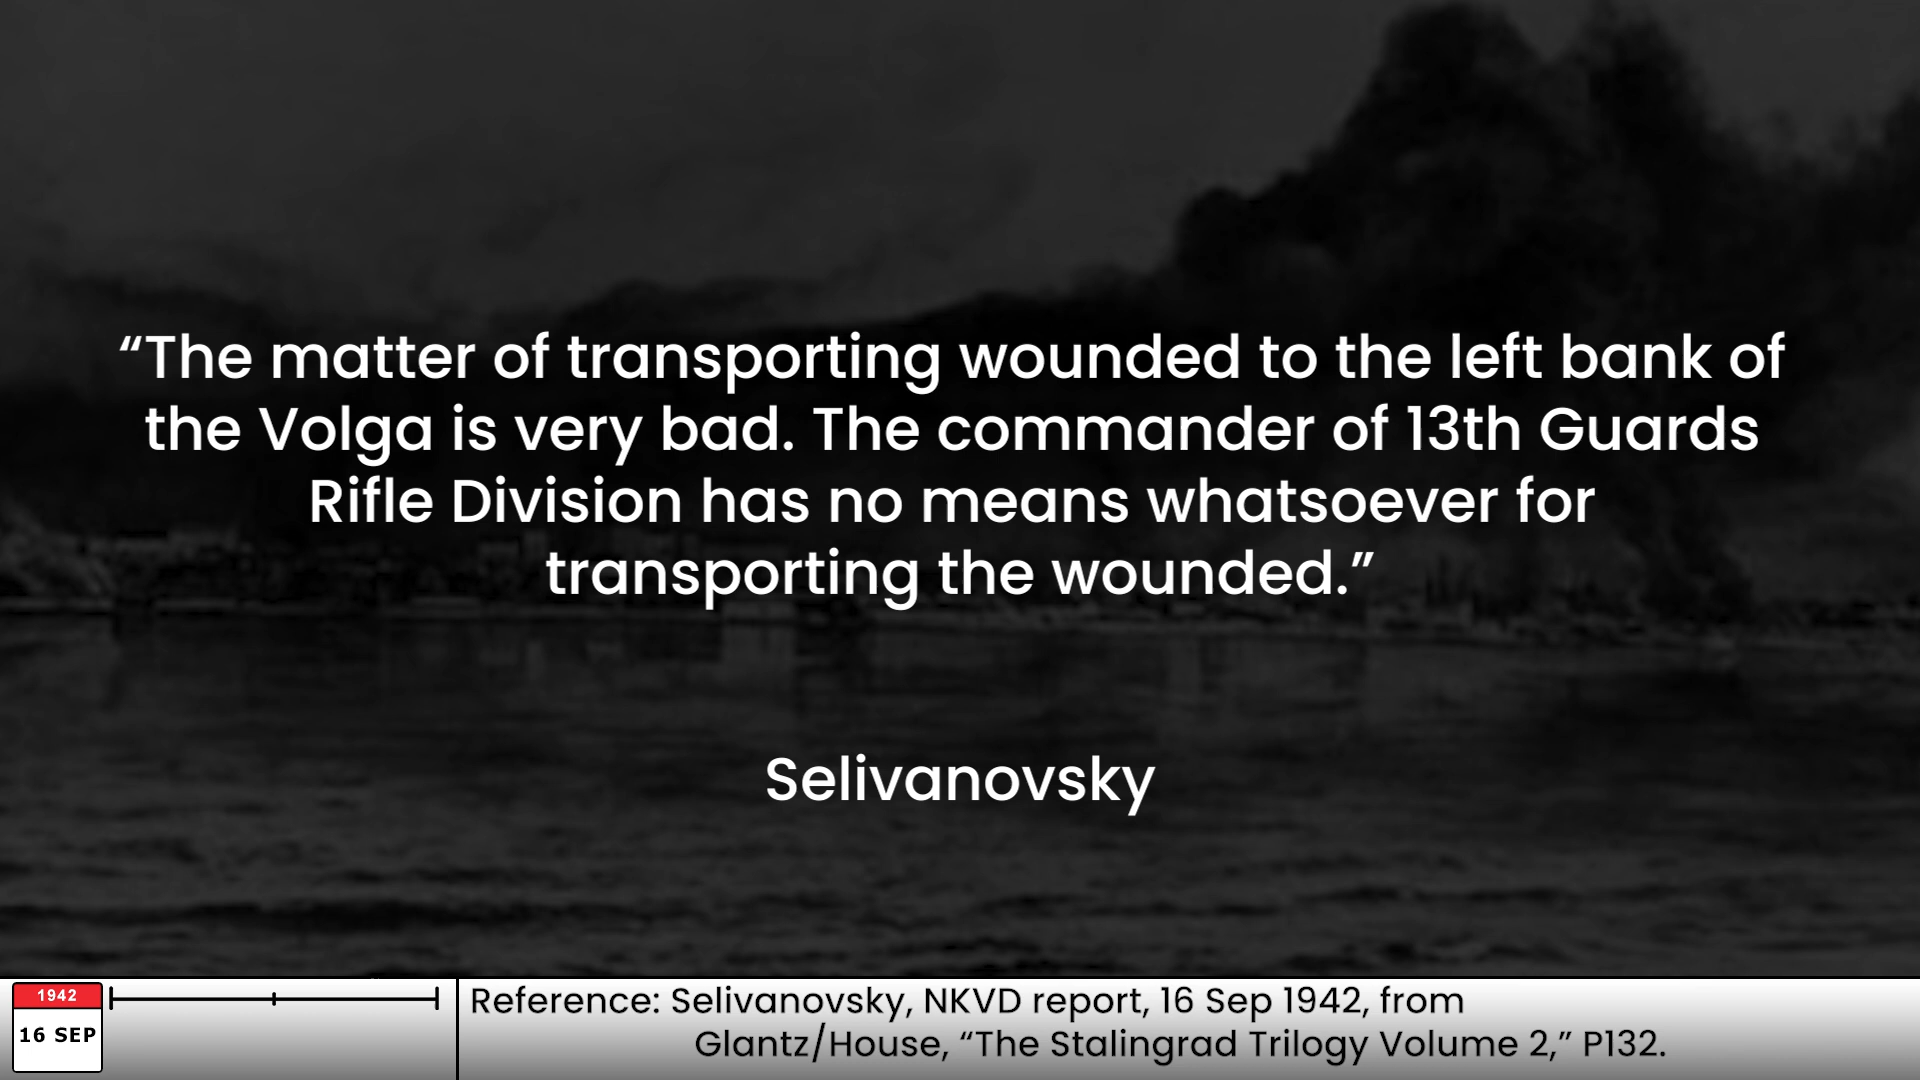 “The matter of transporting wounded to the left bank of
the Volga is very bad. The commander of 13th Guards
Rifle Division has no means whatsoever for
transporting the wounded.”
Selivanovsky
1942
16 SEP
Reference: Selivanovsky, NKVD report, 16 Sep 1942, from
Glantz/House, “The Stalingrad Trilogy Volume 2,” P132.